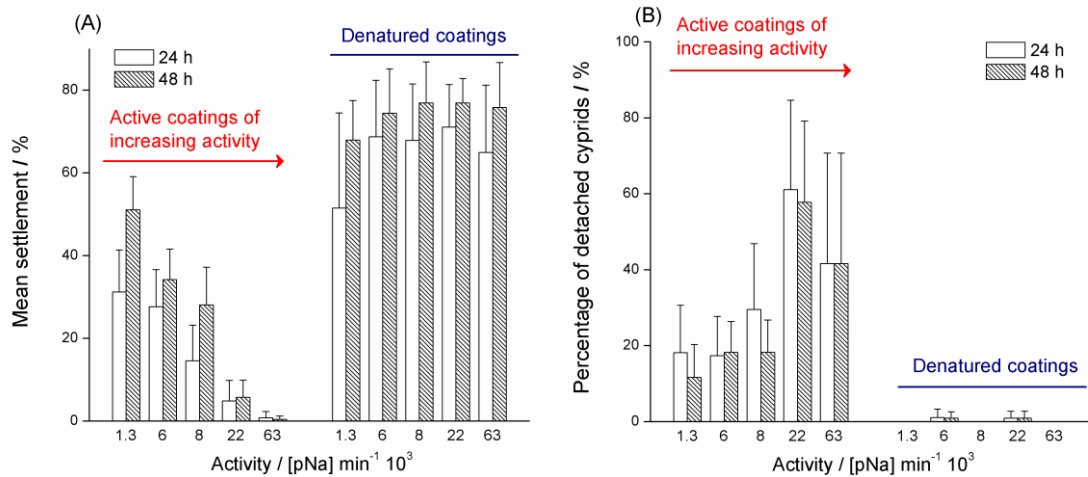 (A)
24 h
48 h
Denatured coatings
Active coatings of
increasing activity
Mean settlement / %
80
60
40
20
0
1.3 6 8 22 63 1.3 6 8 22 63
Activity / [pNa] min⁻¹ 10³
(B)
Active coatings of
increasing activity
24 h
48 h
Percentage of detached cyprids / %
100
80
60
40
20
0
Denatured coatings
1.3 6 8 22 63 1.3 6 8 22 63
Activity / [pNa] min⁻¹ 10³